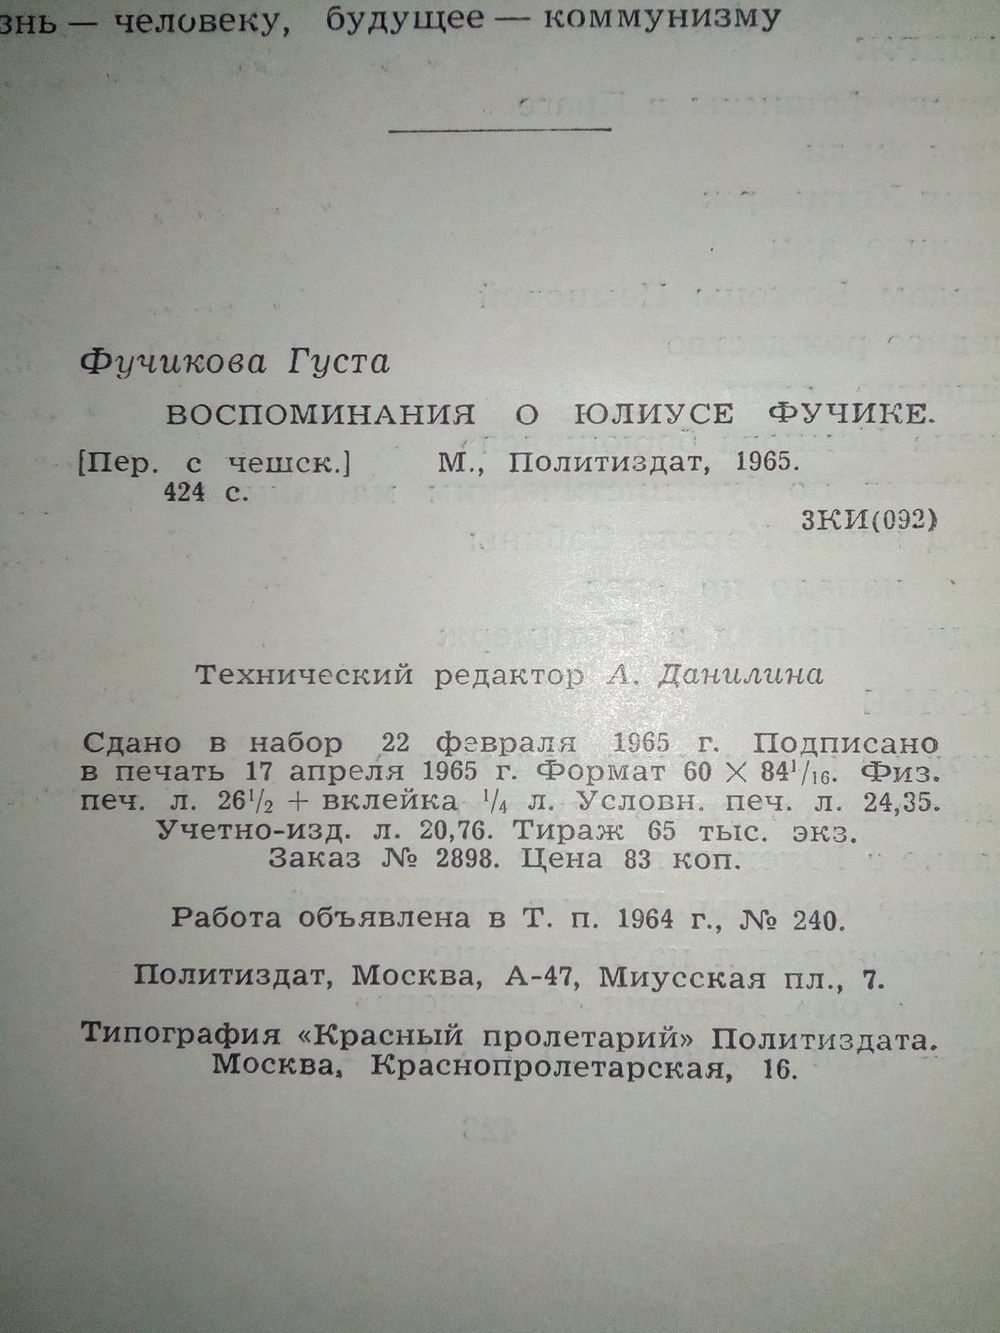 знь — человеку, будущее — коммунизму
Фучикова Густа
ВОСПОМИНАНИЯ О ЮЛИУСЕ ФУЧИКЕ.
[Пер. с чешск.] М., Политиздат, 1965.
424 с.
3КИ(092)
Технический редактор А. Данилина
Сдано в набор 22 февраля 1965 г. Подписано
в печать 17 апреля 1965 г. Формат 60 × 84¹/₁₆. Физ.
печ. л. 26¹/₂ + вклейка ¹/₄ л. Условн. печ. л. 24,35.
Учетно-изд. л. 20,76. Тираж 65 тыс. экз.
Заказ № 2898. Цена 83 коп.
Работа объявлена в Т. п. 1964 г., № 240.
Политиздат, Москва, А-47, Миусская пл., 7.
Типография «Красный пролетарий» Политиздата.
Москва, Краснопролетарская, 16.